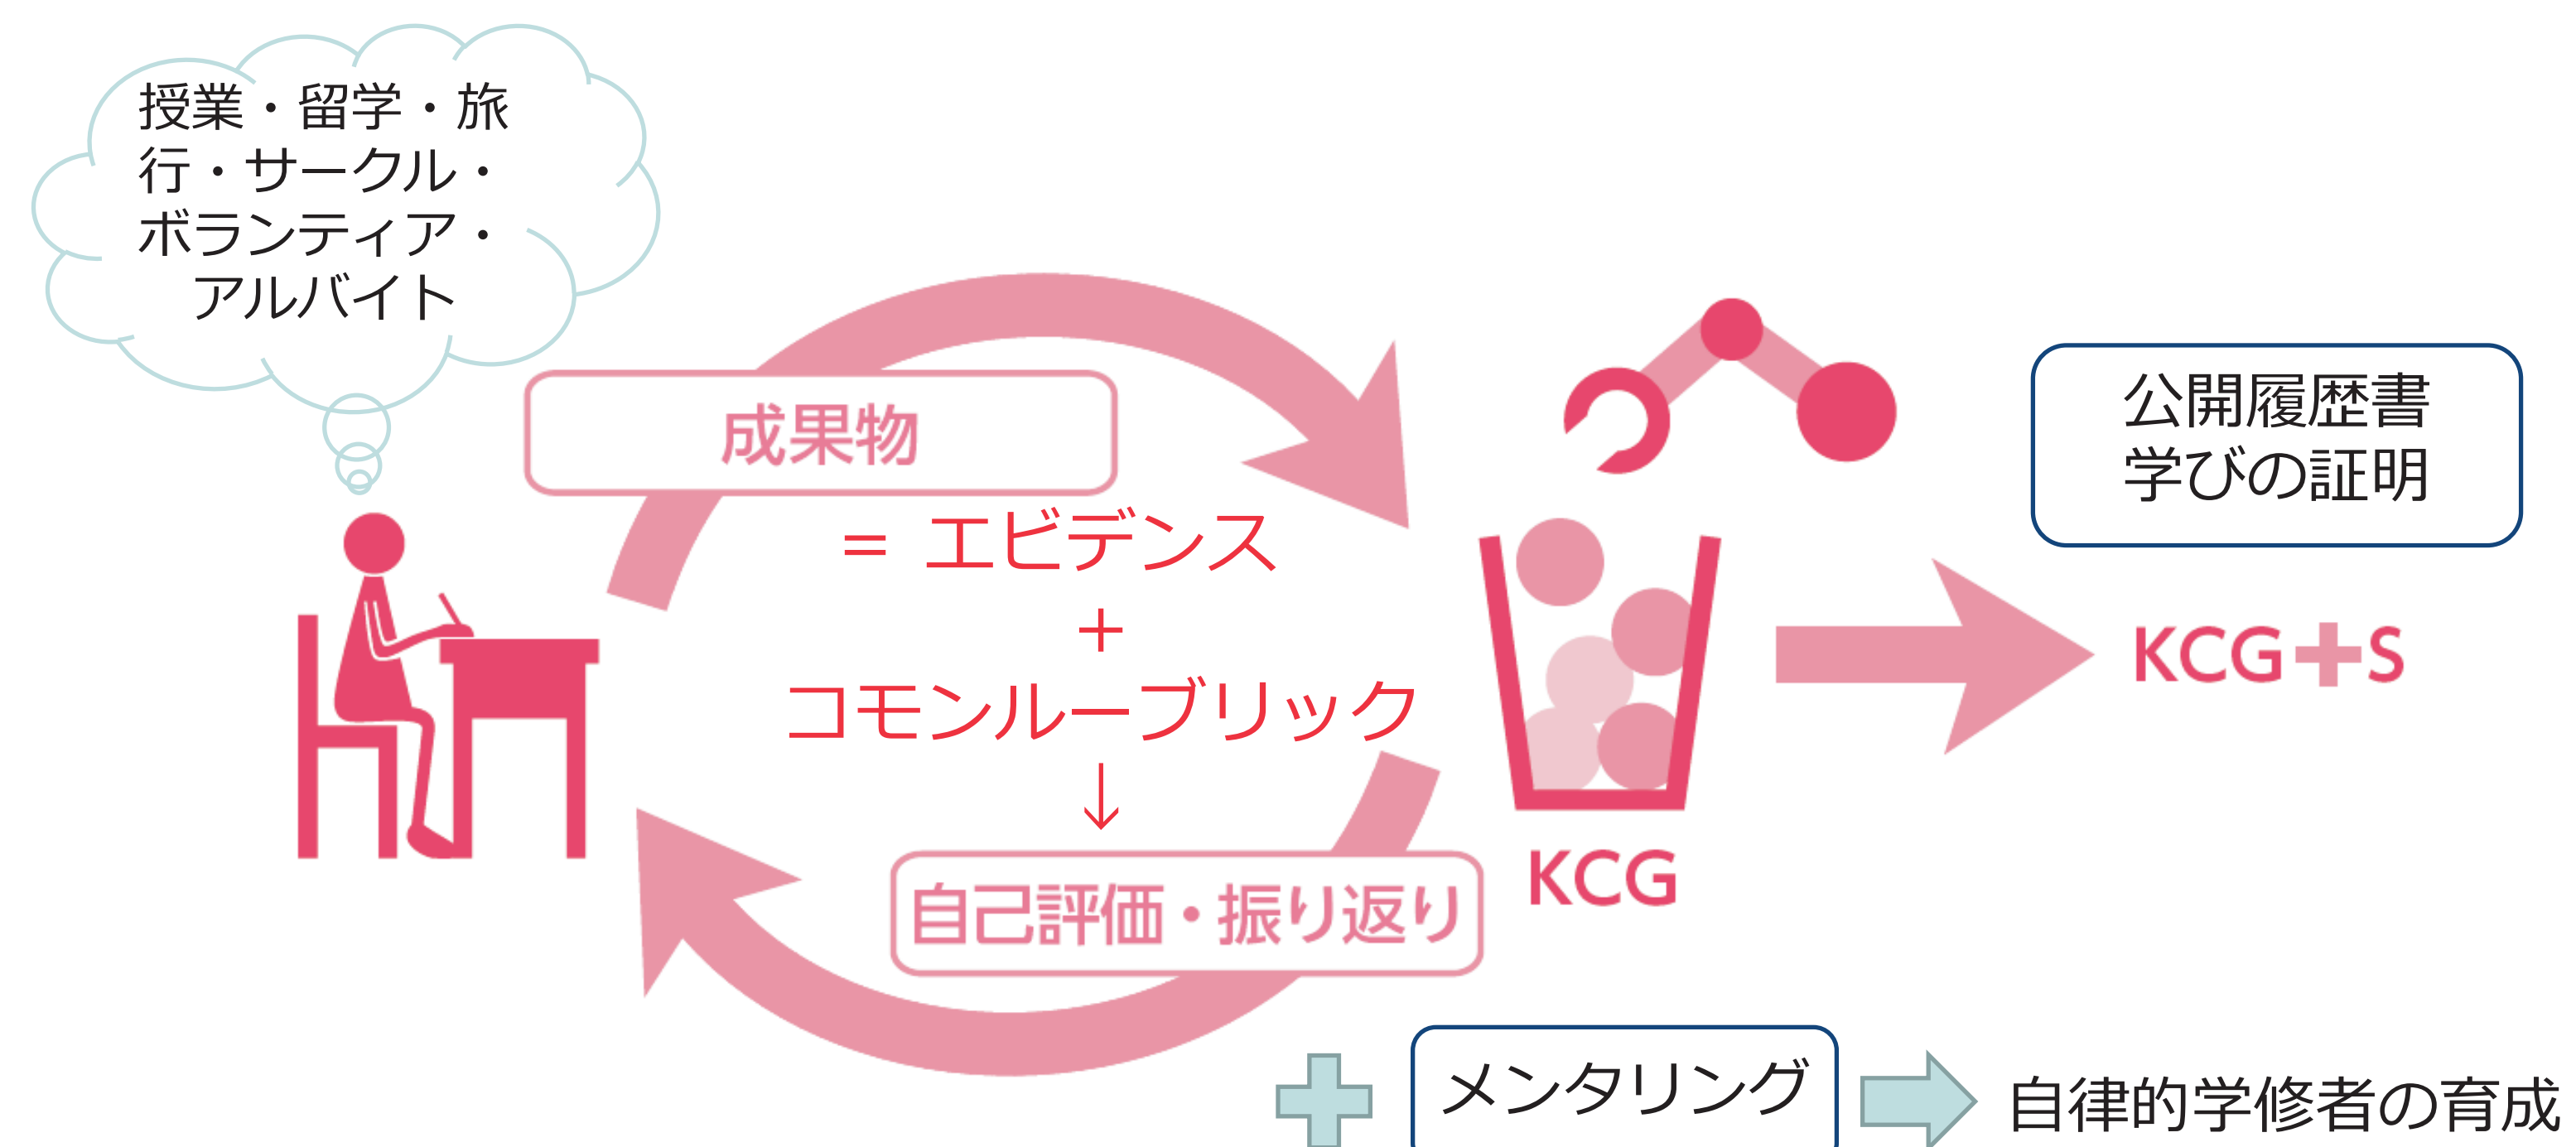 授業・留学・旅
行・サークル・
ボランティア・
アルバイト
成果物
= エビデンス
+
コモンルーブリック
↓
自己評価・振り返り
KCG
公開履歴書
学びの証明
KCG+S
メンタリング
自律的学修者の育成